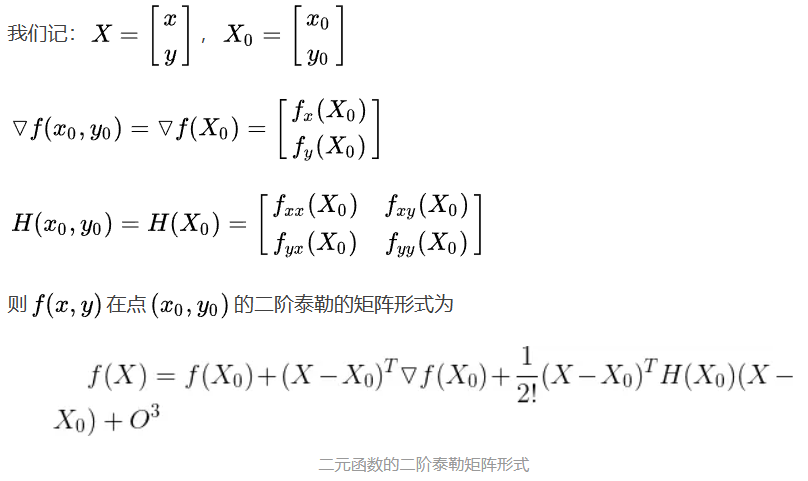 我们记： $X = \begin{bmatrix} x \\ y \end{bmatrix}$ ， $X_0 = \begin{bmatrix} x_0 \\ y_0 \end{bmatrix}$
$\triangledown f(x_0, y_0) = \triangledown f(X_0) = \begin{bmatrix} f_x(X_0) \\ f_y(X_0) \end{bmatrix}$
$H(x_0, y_0) = H(X_0) = \begin{bmatrix} f_{xx}(X_0) & f_{xy}(X_0) \\ f_{yx}(X_0) & f_{yy}(X_0) \end{bmatrix}$
则 $f(x, y)$ 在点 $(x_0, y_0)$ 的二阶泰勒的矩阵形式为
$f(X) = f(X_0) + (X - X_0)^T \triangledown f(X_0) + \frac{1}{2!}(X - X_0)^T H(X_0)(X -$
$X_0) + O^3$
二元函数的二阶泰勒矩阵形式